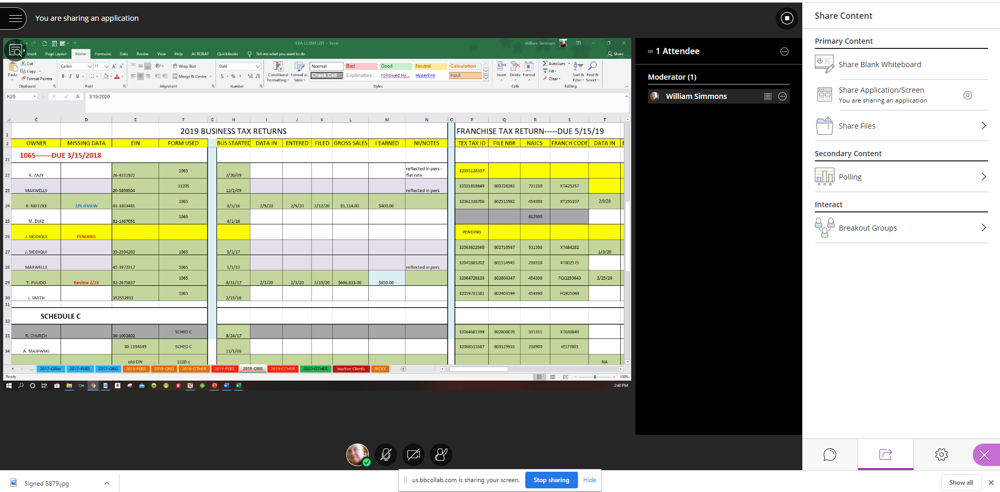 You are sharing an application
CPA CLIENT LIST - Excel
William Simmons
Insert Page Layout Home Formulas Data Review View Help ACROBAT QuickBooks Tell me what you want to do Share
Paste Cut Copy Format Painter
Calibri 11
B I U
Wrap Text
Merge & Center
Date
$ % ,
Conditional Formatting Format as Table
Normal Bad Good Neutral Calculation
Check Cell Explanatory... Followed Hy... Hyperlink Input
Insert Delete Format
AutoSum Fill Clear
Sort & Filter Find & Select
Clipboard Font Alignment Number Styles Cells Editing
K29 fx 3/19/2020
C D E F G H I J K L M N O P Q R S T
1 2019 BUSINESS TAX RETURNS FRANCHISE TAX RETURN-----DUE 5/15/19
2 OWNER MISSING DATA EIN FORM USED BUS STARTED DATA IN ENTERED FILED GROSS SALES I EARNED NI/NOTES TEX TAX ID FILE NBR NAICS FRANCH CODE DATA IN
21 1065-------DUE 3/15/2018
22 K. ZAZY 26-4311922 1065 2/20/09 reflected in pers - flat rate 32055128337
23 MAXWELLS 20-5896504 1120S 12/2/09 reflected in pers 32021818649 800728263 721210 XT425357
24 R. NEITZKE 2/9 rEVIEW 81-3303481 1065 8/5/16 2/9/20 2/9/20 2/12/20 $1,114.00 $400.00 32061338706 802515982 454390 XT195107 2/9/20
25 M. DIAZ 81-1467051 1065 4/1/16 812990
26 J. SIDDIQUI PENDING PENDING
27 J. SIDDIQUI 35-2594202 1065 5/1/17 32063622560 802710587 531390 XT484282 1/3/20
28 MAXWELLS 45-3972317 1065 1/1/12 reflected in pers 32045885202 801514945 238310 XT802575
29 T. PULIDO Review 2/23 82-2675837 1065 8/31/17 2/3/20 2/3/20 3/19/20 $666,633.00 $650.00 32064728135 802804347 454390 FQQ259643 2/25/20
30 J. SMITH 352552932 1065 2/15/16 32059731581 802403594 454390 FQ925048
31
32 SCHEDULE C
33 R. CHURCH 30-1002802 SCHED C 8/24/17 32064681599 802800070 531311 XT630840
34 A. MAJEWSKI 30-1194349 SCHED C 11/1/06 32068515587 803129955 238900 xt177801
old EIN 1120-s NA
... 2017-Other 2017-PERS 2017-ORG 2018-PERS 2018-ORG 2018-OTHER 2019-PERS 2019-ORG 2019-OTHER 2020-OTHER Inactive Clients RICKY
Ready 100%
2:40 PM
1 Attendee
Moderator (1)
William Simmons
Share Content
Primary Content
Share Blank Whiteboard
Share Application/Screen
You are sharing an application
Share Files
Secondary Content
Polling
Interact
Breakout Groups
Signed 8879.jpg
us.bbcollab.com is sharing your screen.
Stop sharing
Hide
Show all